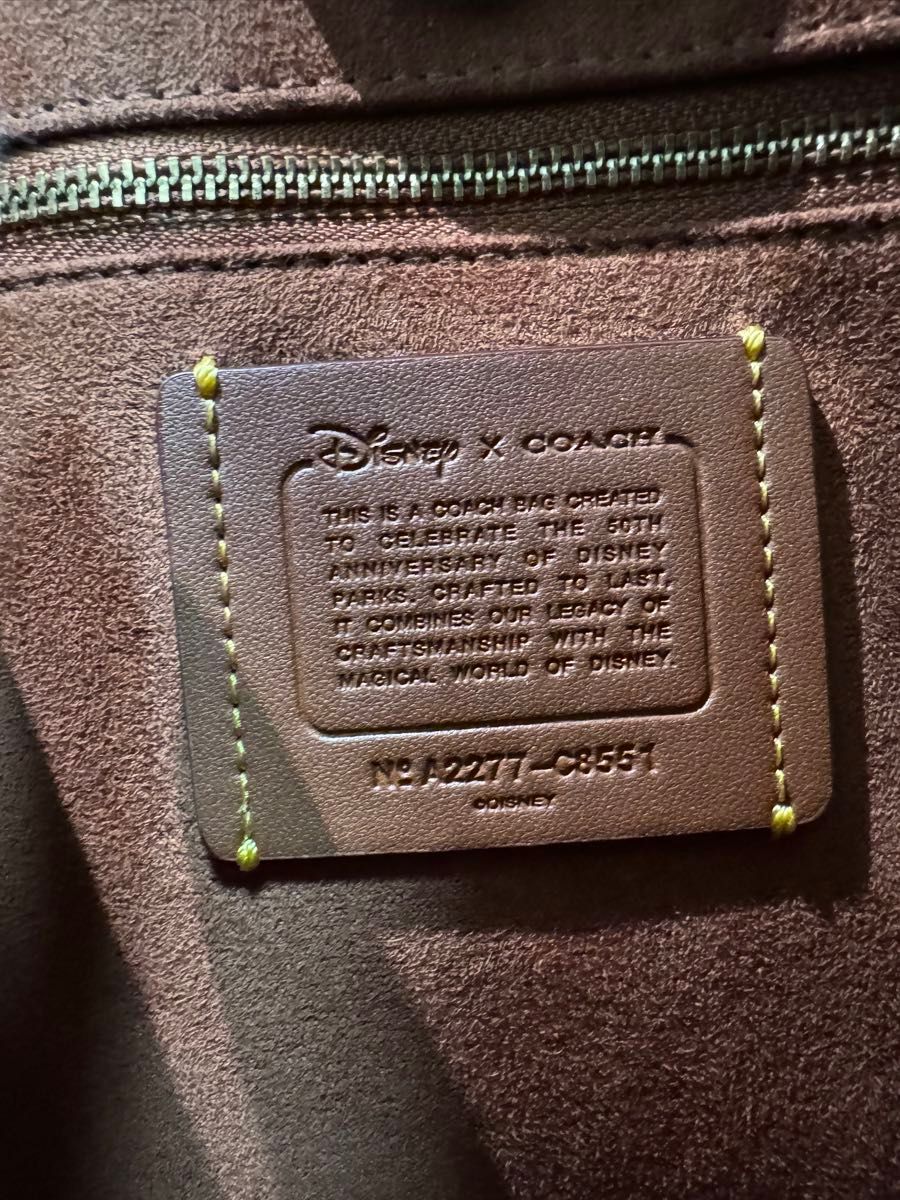 Disney X COACH
THIS IS A COACH BAG CREATED
TO CELEBRATE THE 50TH
ANNIVERSARY OF DISNEY
PARKS. CRAFTED TO LAST,
IT COMBINES OUR LEGACY OF
CRAFTSMANSHIP WITH THE
MAGICAL WORLD OF DISNEY.
Nº A2277-C8551
©DISNEY